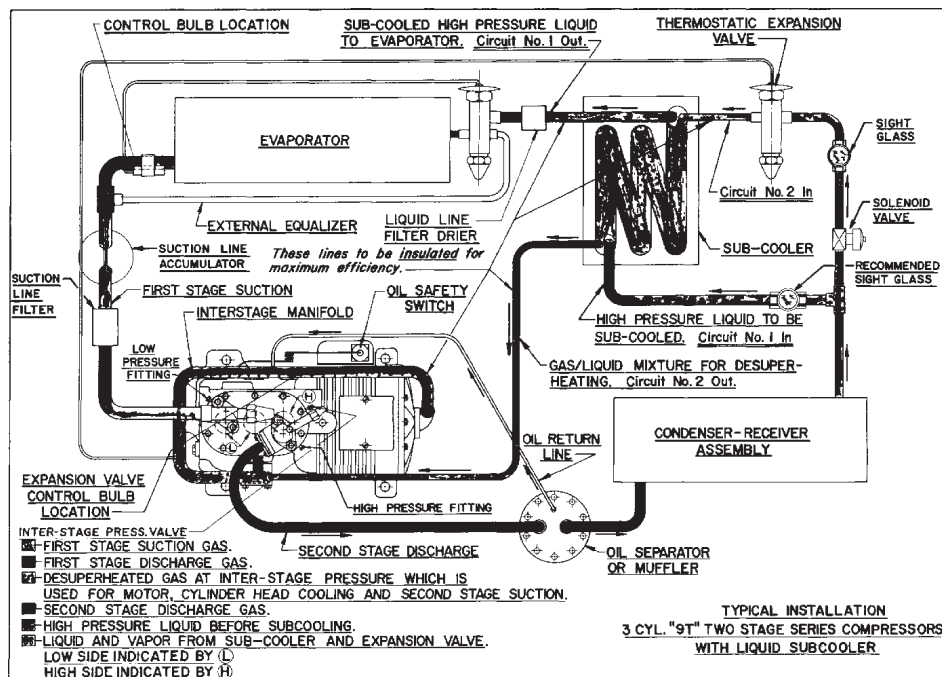 CONTROL BULB LOCATION
SUB-COOLED HIGH PRESSURE LIQUID
TO EVAPORATOR. Circuit No. 1 Out.
THERMOSTATIC EXPANSION
VALVE
EVAPORATOR
SIGHT
GLASS
Circuit No. 2 In
EXTERNAL EQUALIZER
LIQUID LINE
FILTER DRIER
SOLENOID
VALVE
SUB-COOLER
SUCTION LINE
ACCUMULATOR
These lines to be insulated for
maximum efficiency.
RECOMMENDED
SIGHT GLASS
SUCTION
LINE
FILTER
FIRST STAGE SUCTION
OIL SAFETY
SWITCH
INTERSTAGE MANIFOLD
HIGH PRESSURE LIQUID TO BE
SUB-COOLED. Circuit No. 1 In
LOW
PRESSURE
FITTING
GAS/LIQUID MIXTURE FOR DESUPER-
HEATING. Circuit No. 2 Out.
H
L
CONDENSER-RECEIVER
ASSEMBLY
OIL RETURN
LINE
EXPANSION VALVE
CONTROL BULB
LOCATION
HIGH PRESSURE FITTING
INTER-STAGE PRESS. VALVE
SECOND STAGE DISCHARGE
OIL SEPARATOR
OR MUFFLER
FIRST STAGE SUCTION GAS.
FIRST STAGE DISCHARGE GAS.
DESUPERHEATED GAS AT INTER-STAGE PRESSURE WHICH IS
USED FOR MOTOR, CYLINDER HEAD COOLING AND SECOND STAGE SUCTION.
SECOND STAGE DISCHARGE GAS.
HIGH PRESSURE LIQUID BEFORE SUBCOOLING.
LIQUID AND VAPOR FROM SUB-COOLER AND EXPANSION VALVE.
LOW SIDE INDICATED BY L
HIGH SIDE INDICATED BY H
TYPICAL INSTALLATION
3 CYL. "9T" TWO STAGE SERIES COMPRESSORS
WITH LIQUID SUBCOOLER